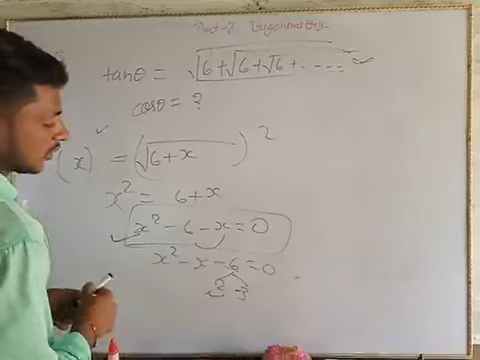 Part-2 Trigonometry
tanθ = √6+√6+√6+.....∞
cosθ = ?
(x) = (√6+x)²
x² = 6+x
x² - 6 - x = 0
x² - x - 6 = 0
2 3